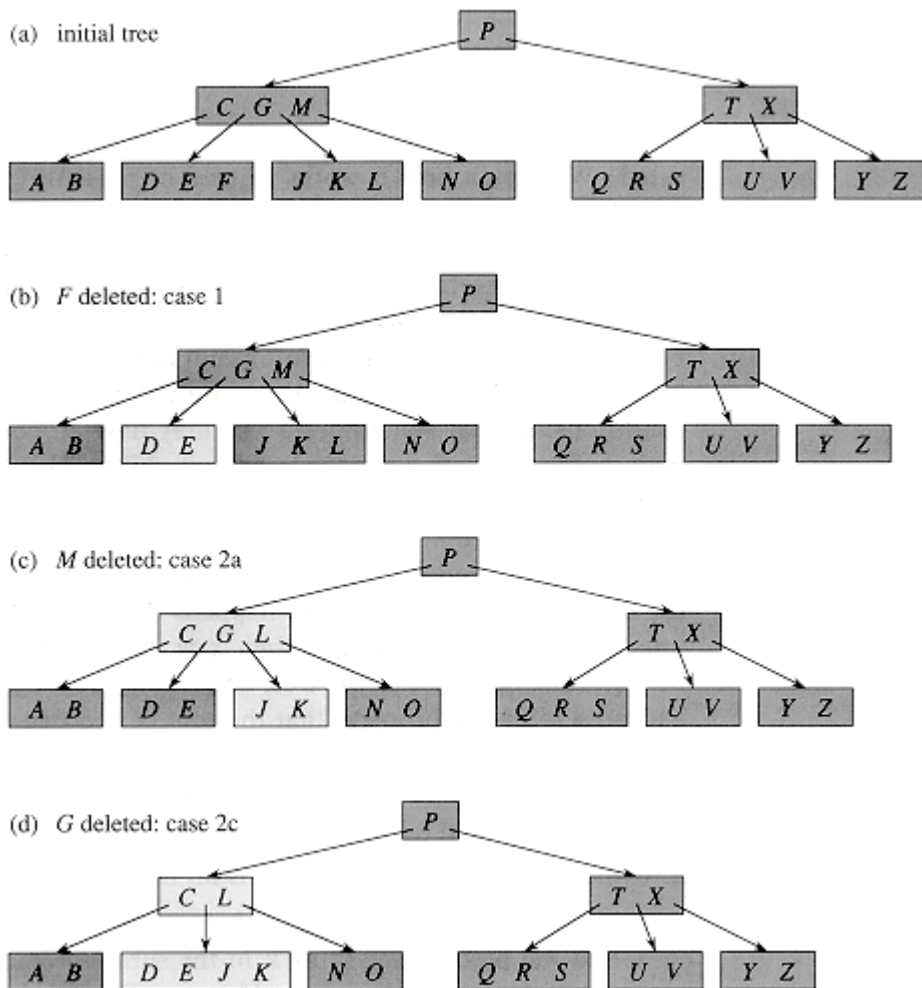 (a) initial tree
P
C G M
T X
A B
D E F
J K L
N O
Q R S
U V
Y Z
(b) F deleted: case 1
P
C G M
T X
A B
D E
J K L
N O
Q R S
U V
Y Z
(c) M deleted: case 2a
P
C G L
T X
A B
D E
J K
N O
Q R S
U V
Y Z
(d) G deleted: case 2c
P
C L
T X
A B
D E J K
N O
Q R S
U V
Y Z